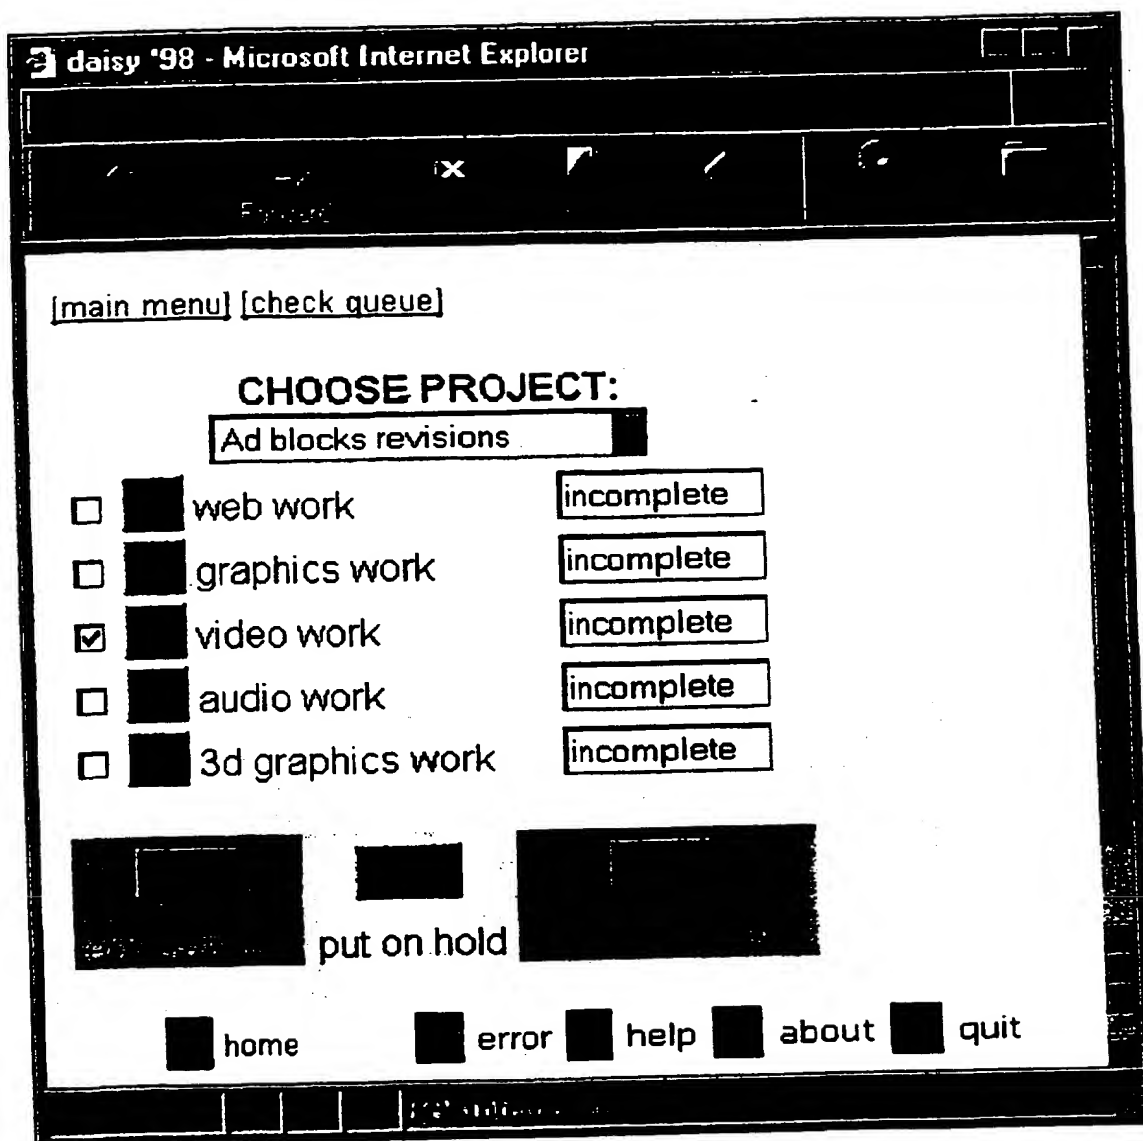 daisy '98 - Microsoft Internet Explorer
Forward
[main menu] [check queue]
CHOOSE PROJECT:
Ad blocks revisions
web work incomplete
graphics work incomplete
video work incomplete
audio work incomplete
3d graphics work incomplete
put on hold
home error help about quit